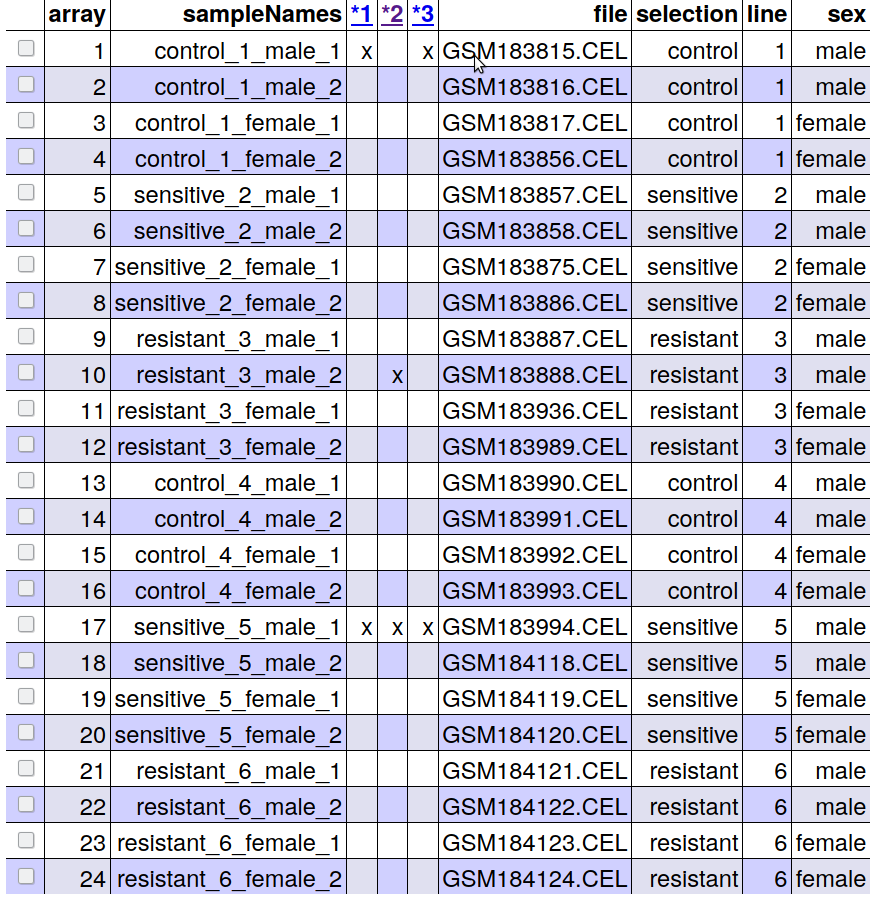 array sampleNames *1 *2 *3 file selection line sex
1 control_1_male_1 x x GSM183815.CEL control 1 male
2 control_1_male_2 GSM183816.CEL control 1 male
3 control_1_female_1 GSM183817.CEL control 1 female
4 control_1_female_2 GSM183856.CEL control 1 female
5 sensitive_2_male_1 GSM183857.CEL sensitive 2 male
6 sensitive_2_male_2 GSM183858.CEL sensitive 2 male
7 sensitive_2_female_1 GSM183875.CEL sensitive 2 female
8 sensitive_2_female_2 GSM183886.CEL sensitive 2 female
9 resistant_3_male_1 GSM183887.CEL resistant 3 male
10 resistant_3_male_2 x GSM183888.CEL resistant 3 male
11 resistant_3_female_1 GSM183936.CEL resistant 3 female
12 resistant_3_female_2 GSM183989.CEL resistant 3 female
13 control_4_male_1 GSM183990.CEL control 4 male
14 control_4_male_2 GSM183991.CEL control 4 male
15 control_4_female_1 GSM183992.CEL control 4 female
16 control_4_female_2 GSM183993.CEL control 4 female
17 sensitive_5_male_1 x x x GSM183994.CEL sensitive 5 male
18 sensitive_5_male_2 GSM184118.CEL sensitive 5 male
19 sensitive_5_female_1 GSM184119.CEL sensitive 5 female
20 sensitive_5_female_2 GSM184120.CEL sensitive 5 female
21 resistant_6_male_1 GSM184121.CEL resistant 6 male
22 resistant_6_male_2 GSM184122.CEL resistant 6 male
23 resistant_6_female_1 GSM184123.CEL resistant 6 female
24 resistant_6_female_2 GSM184124.CEL resistant 6 female